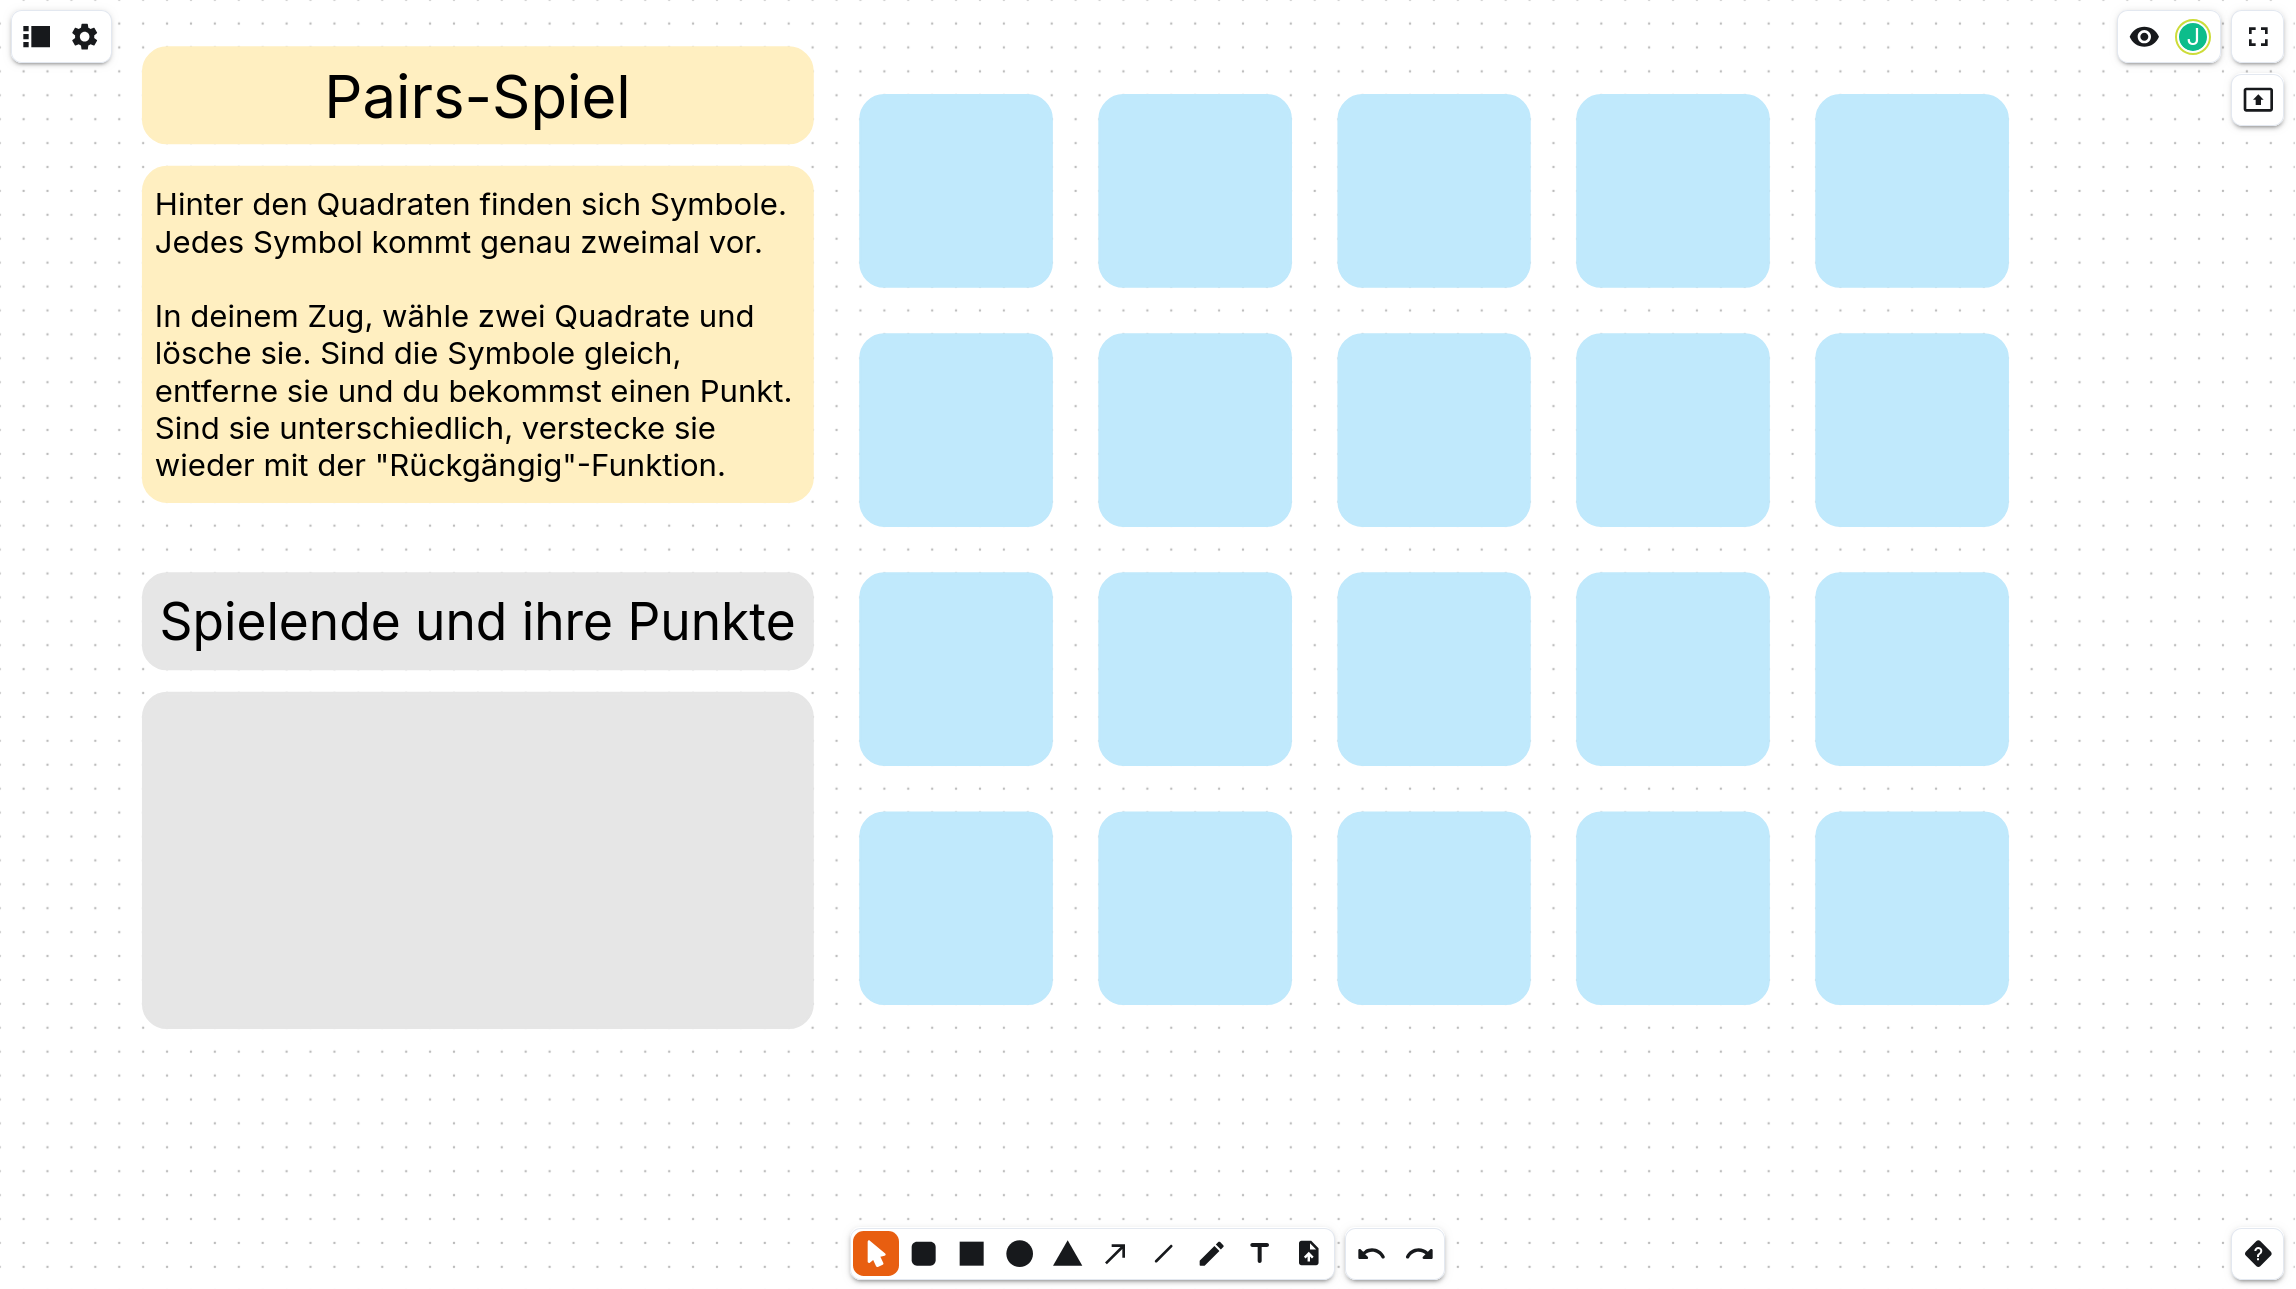 Pairs-Spiel
Hinter den Quadraten finden sich Symbole.
Jedes Symbol kommt genau zweimal vor.
In deinem Zug, wähle zwei Quadrate und
lösche sie. Sind die Symbole gleich,
entferne sie und du bekommst einen Punkt.
Sind sie unterschiedlich, verstecke sie
wieder mit der "Rückgängig"-Funktion.
Spielende und ihre Punkte
J
T
?